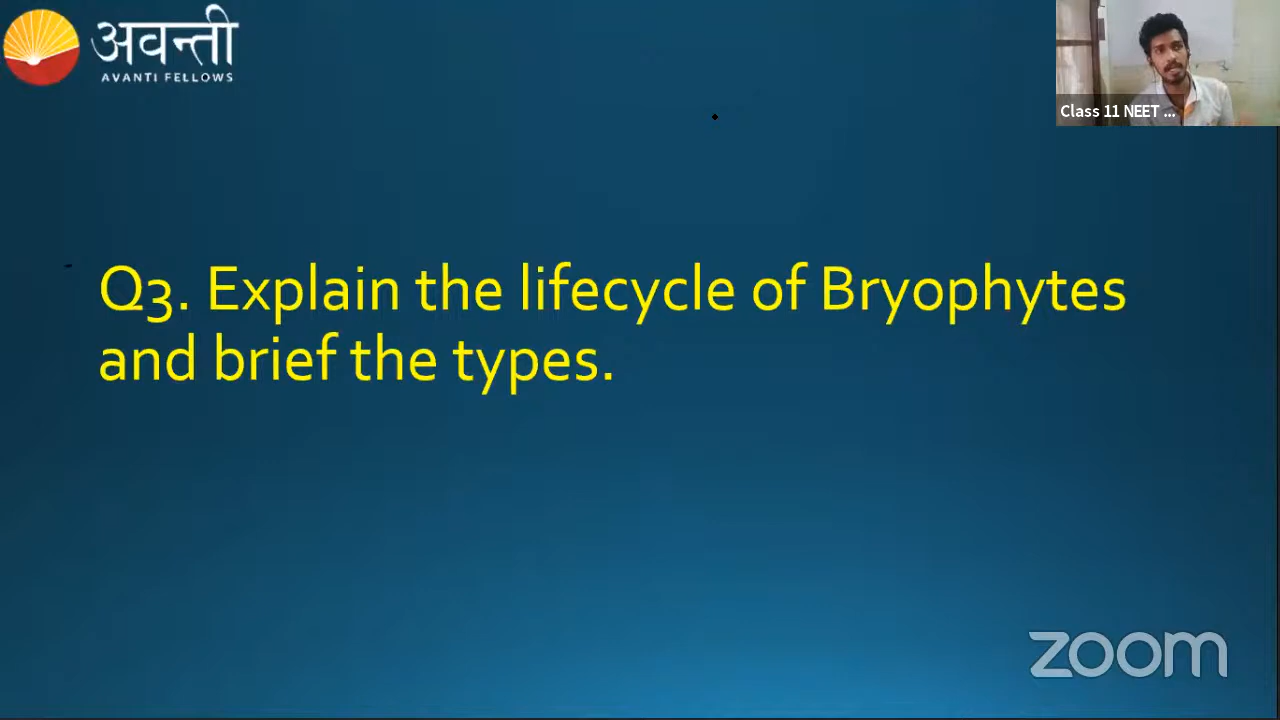 अवन्ती
AVANTI FELLOWS
Class 11 NEET ...
Q3. Explain the lifecycle of Bryophytes
and brief the types.
zoom